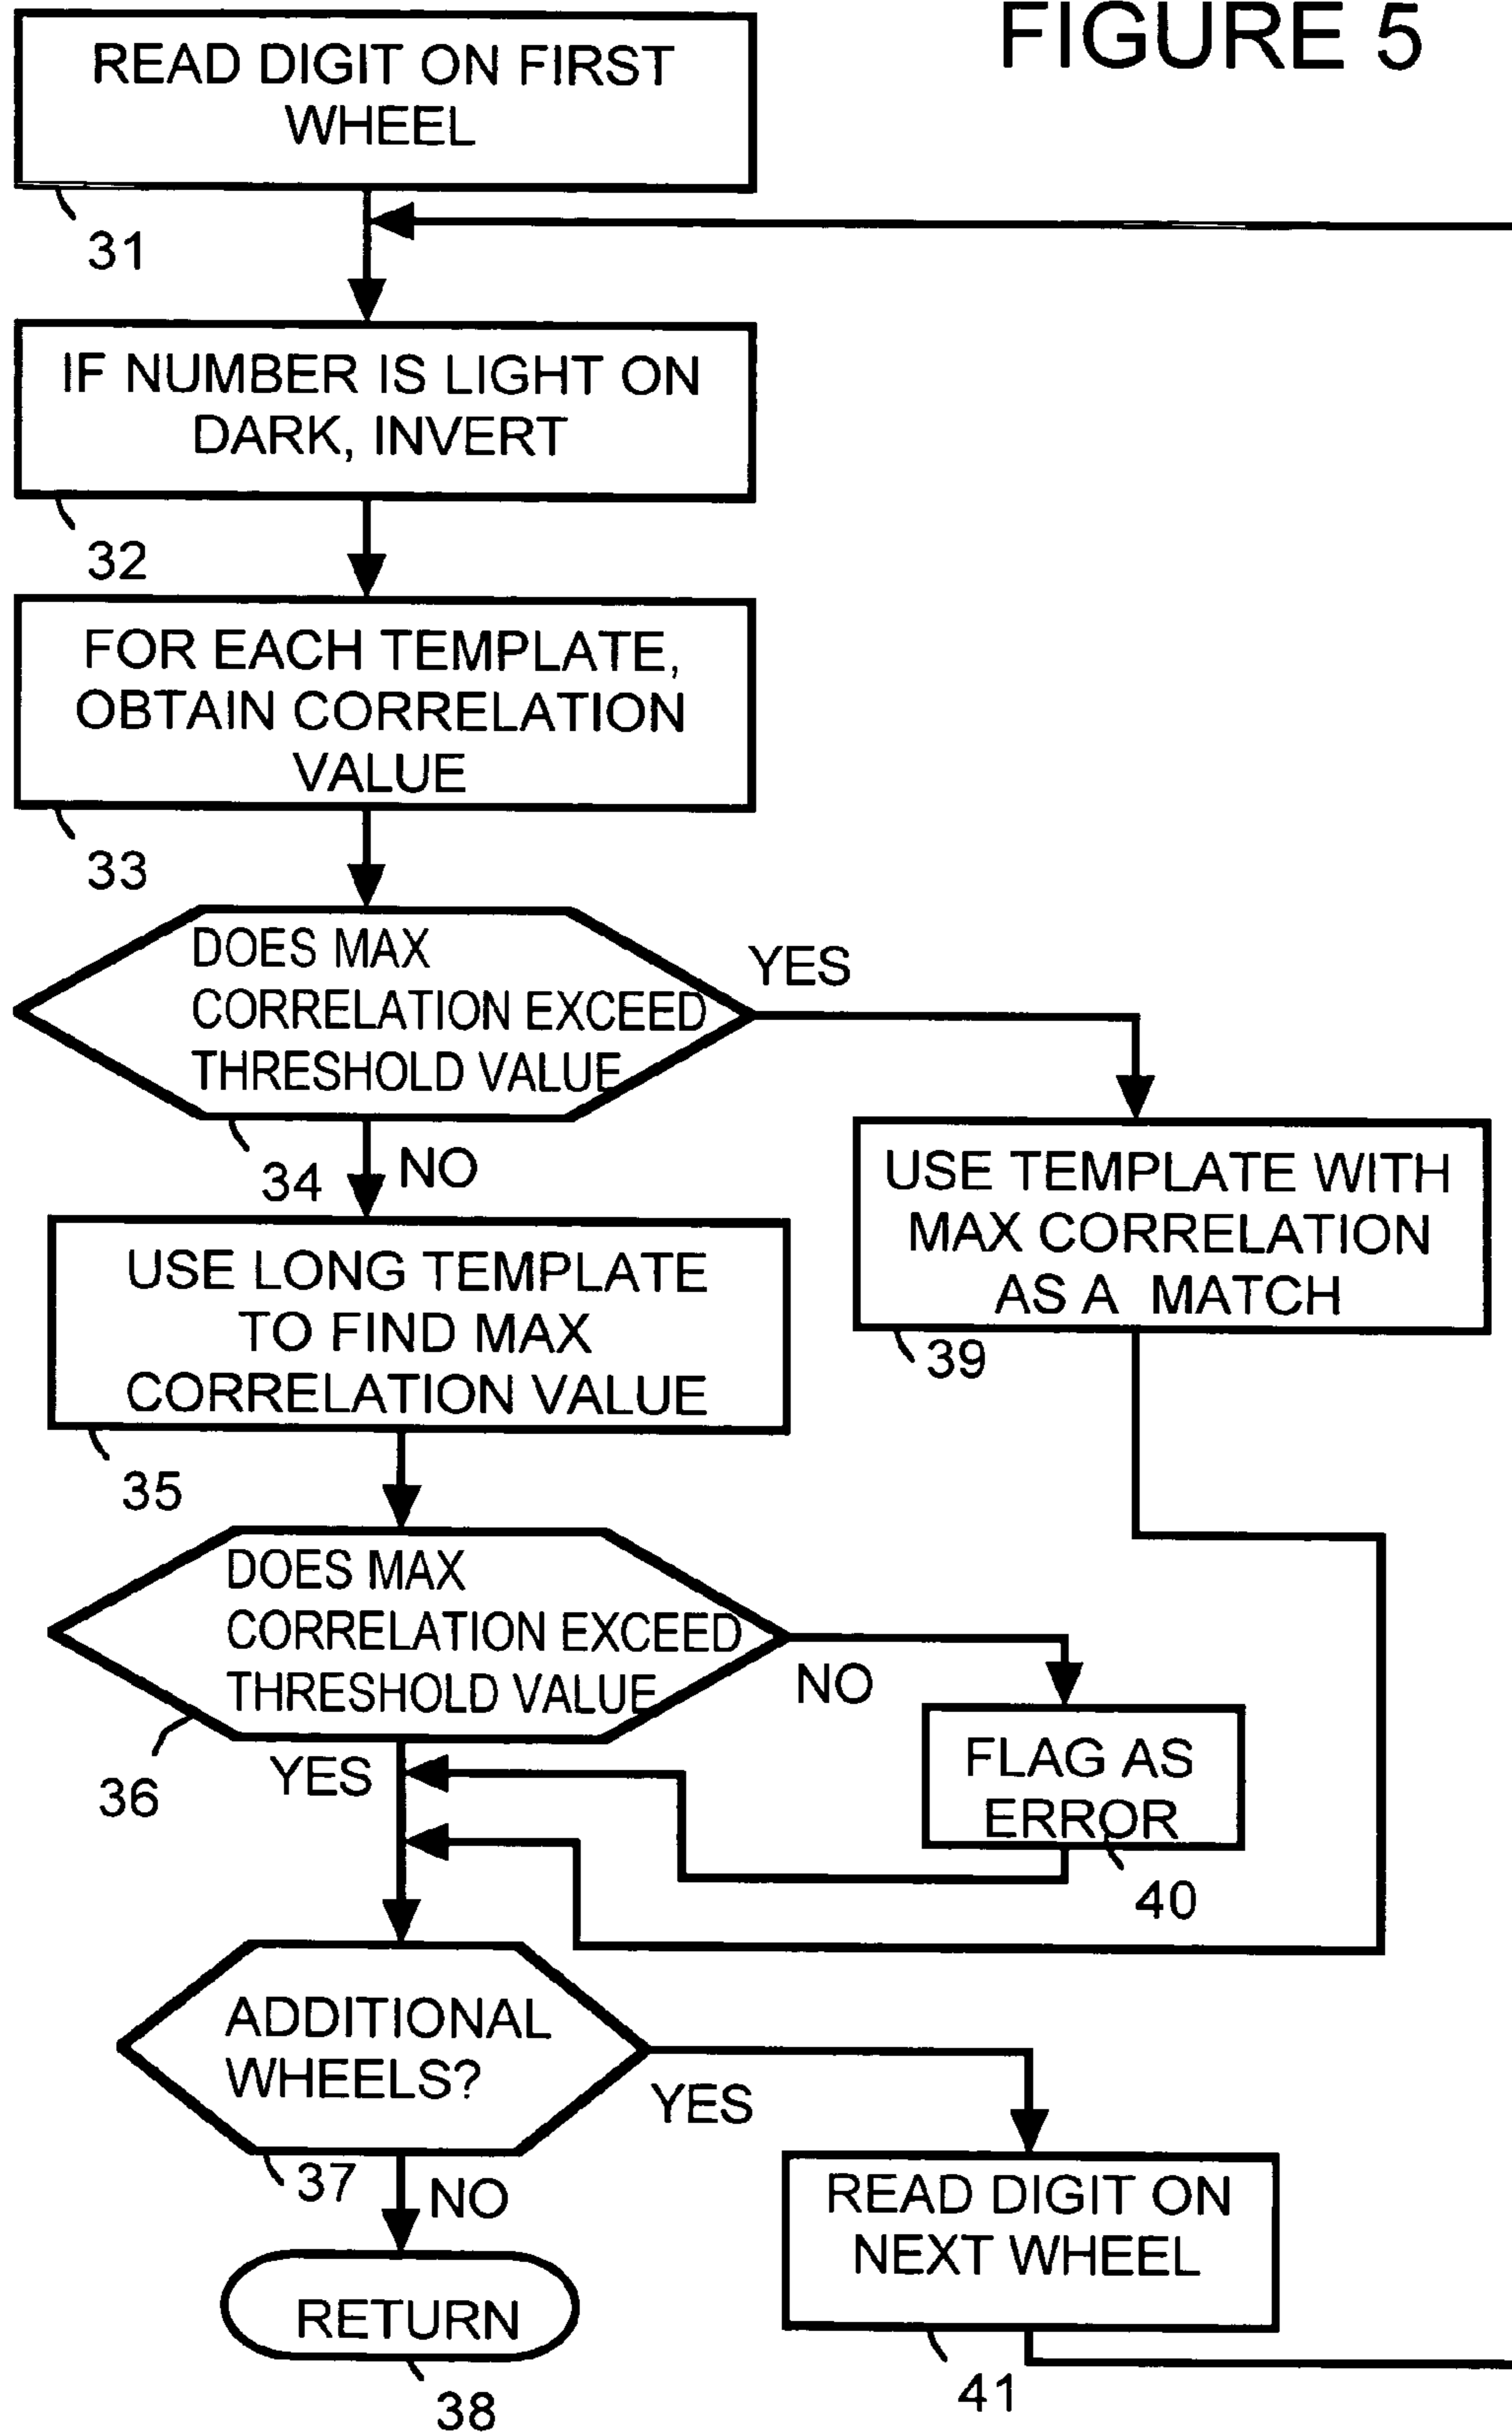 FIGURE 5
READ DIGIT ON FIRST
WHEEL
31
IF NUMBER IS LIGHT ON
DARK, INVERT
32
FOR EACH TEMPLATE,
OBTAIN CORRELATION
VALUE
33
DOES MAX
CORRELATION EXCEED
THRESHOLD VALUE
YES
34
NO
USE TEMPLATE WITH
MAX CORRELATION
AS A MATCH
39
USE LONG TEMPLATE
TO FIND MAX
CORRELATION VALUE
35
DOES MAX
CORRELATION EXCEED
THRESHOLD VALUE
NO
36
YES
FLAG AS
ERROR
40
ADDITIONAL
WHEELS?
YES
37
NO
READ DIGIT ON
NEXT WHEEL
41
RETURN
38